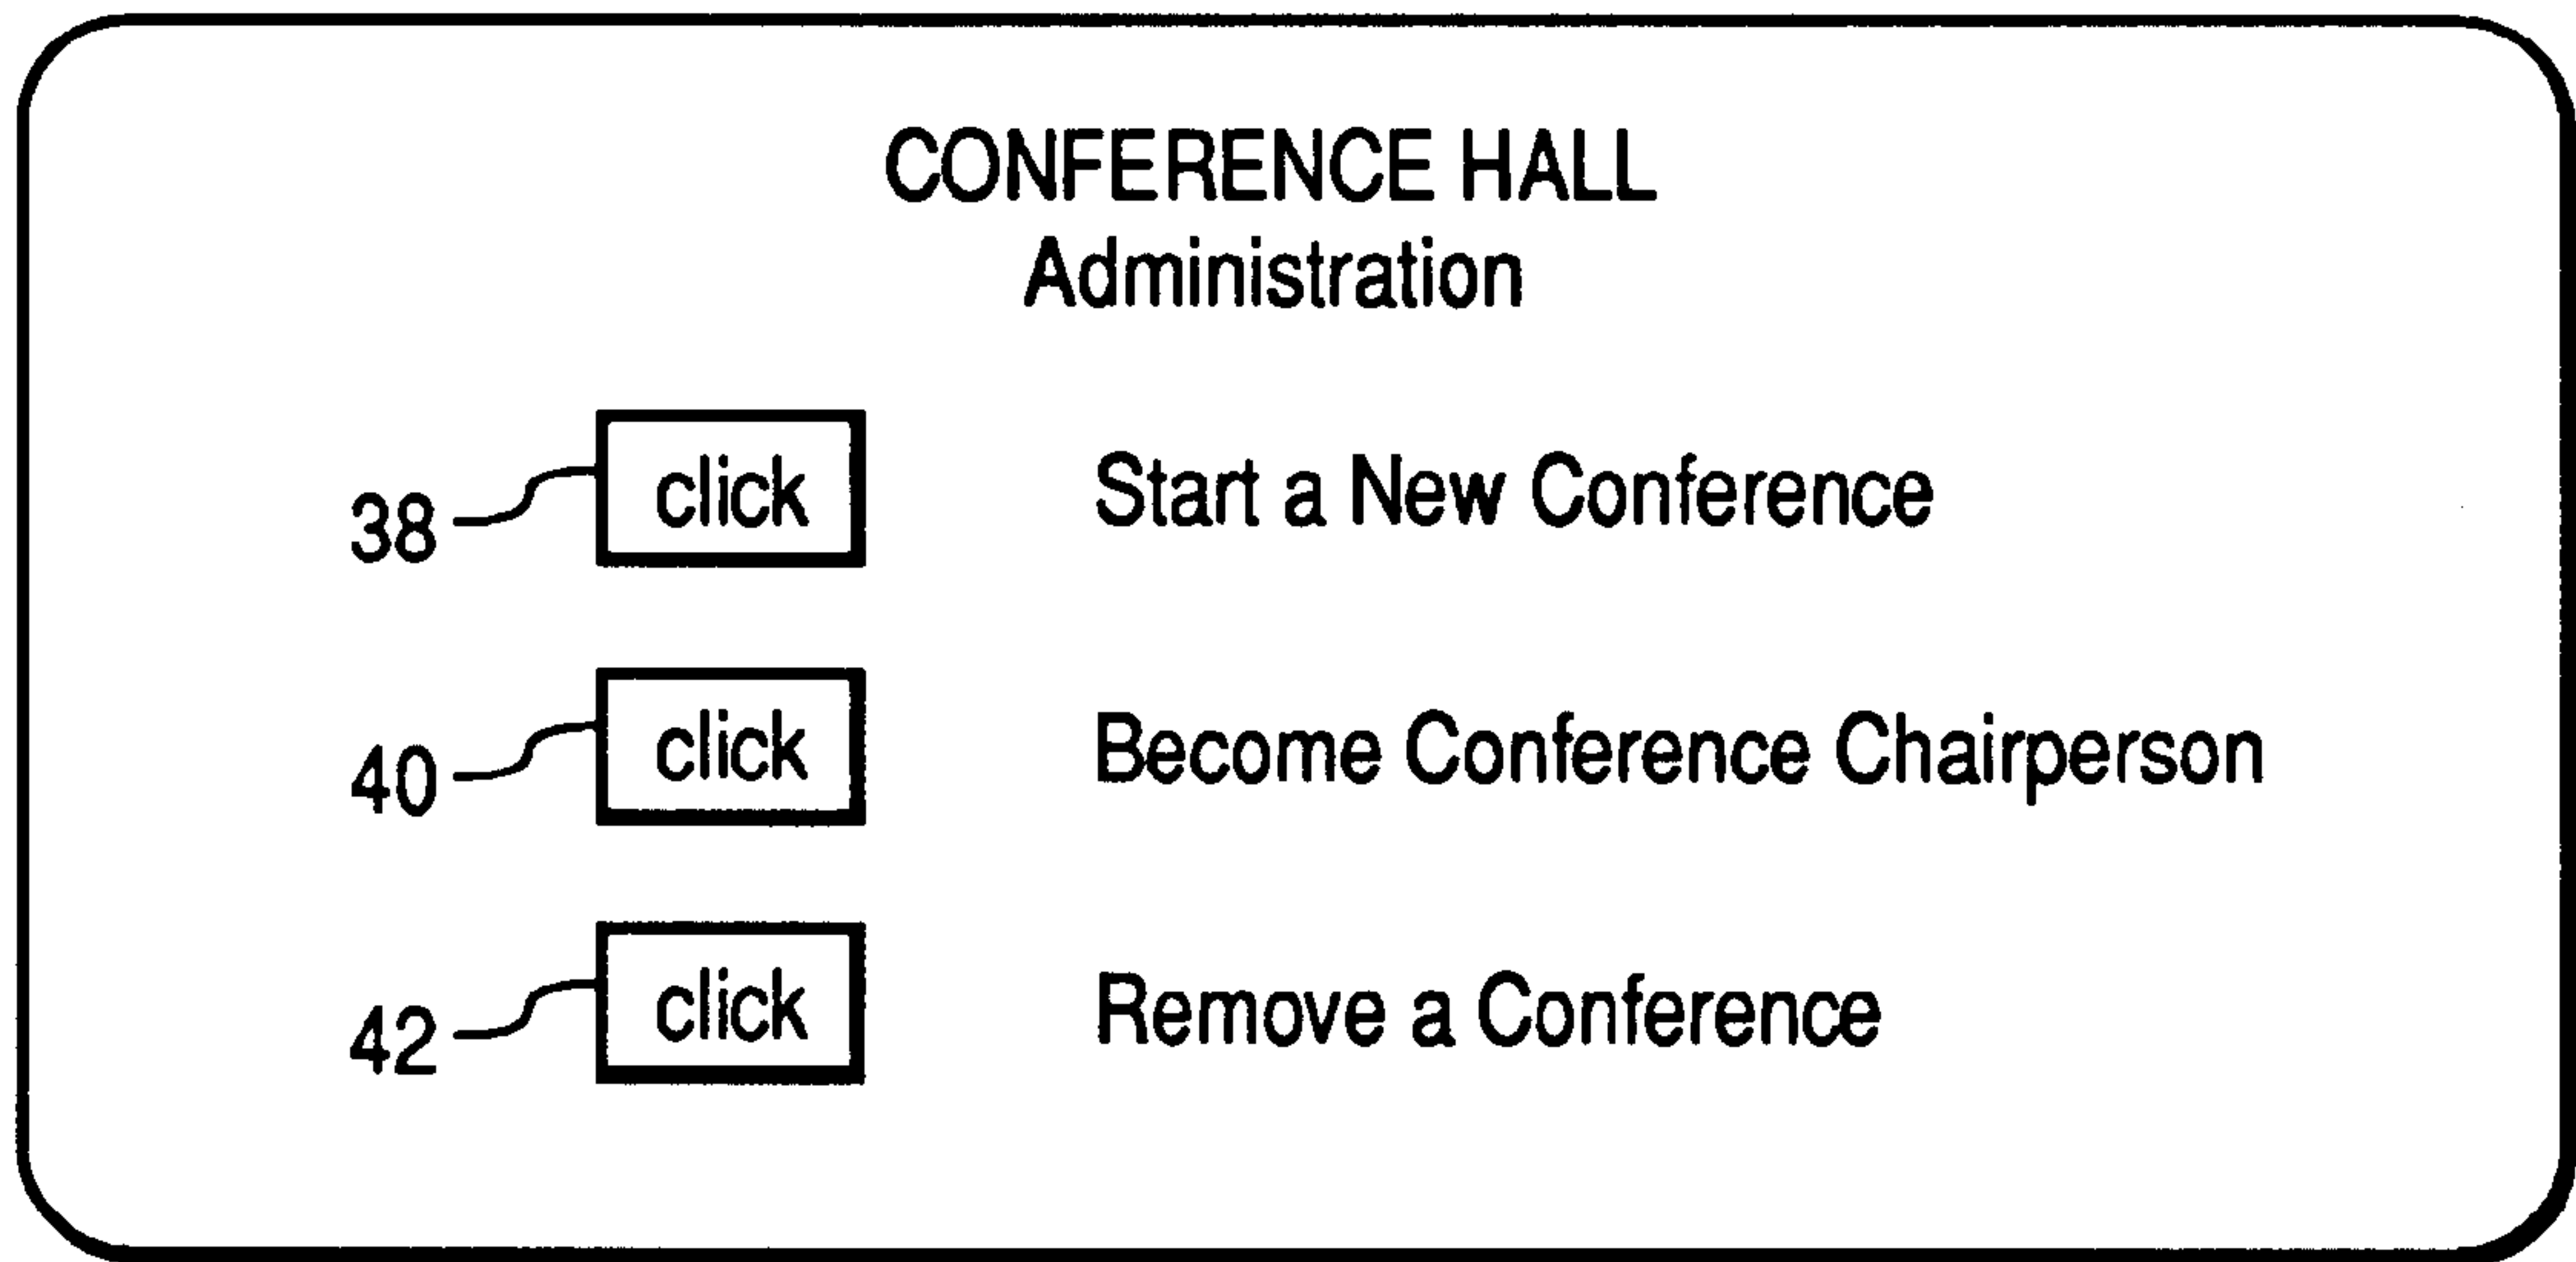 CONFERENCE HALL
Administration
38 click Start a New Conference
40 click Become Conference Chairperson
42 click Remove a Conference